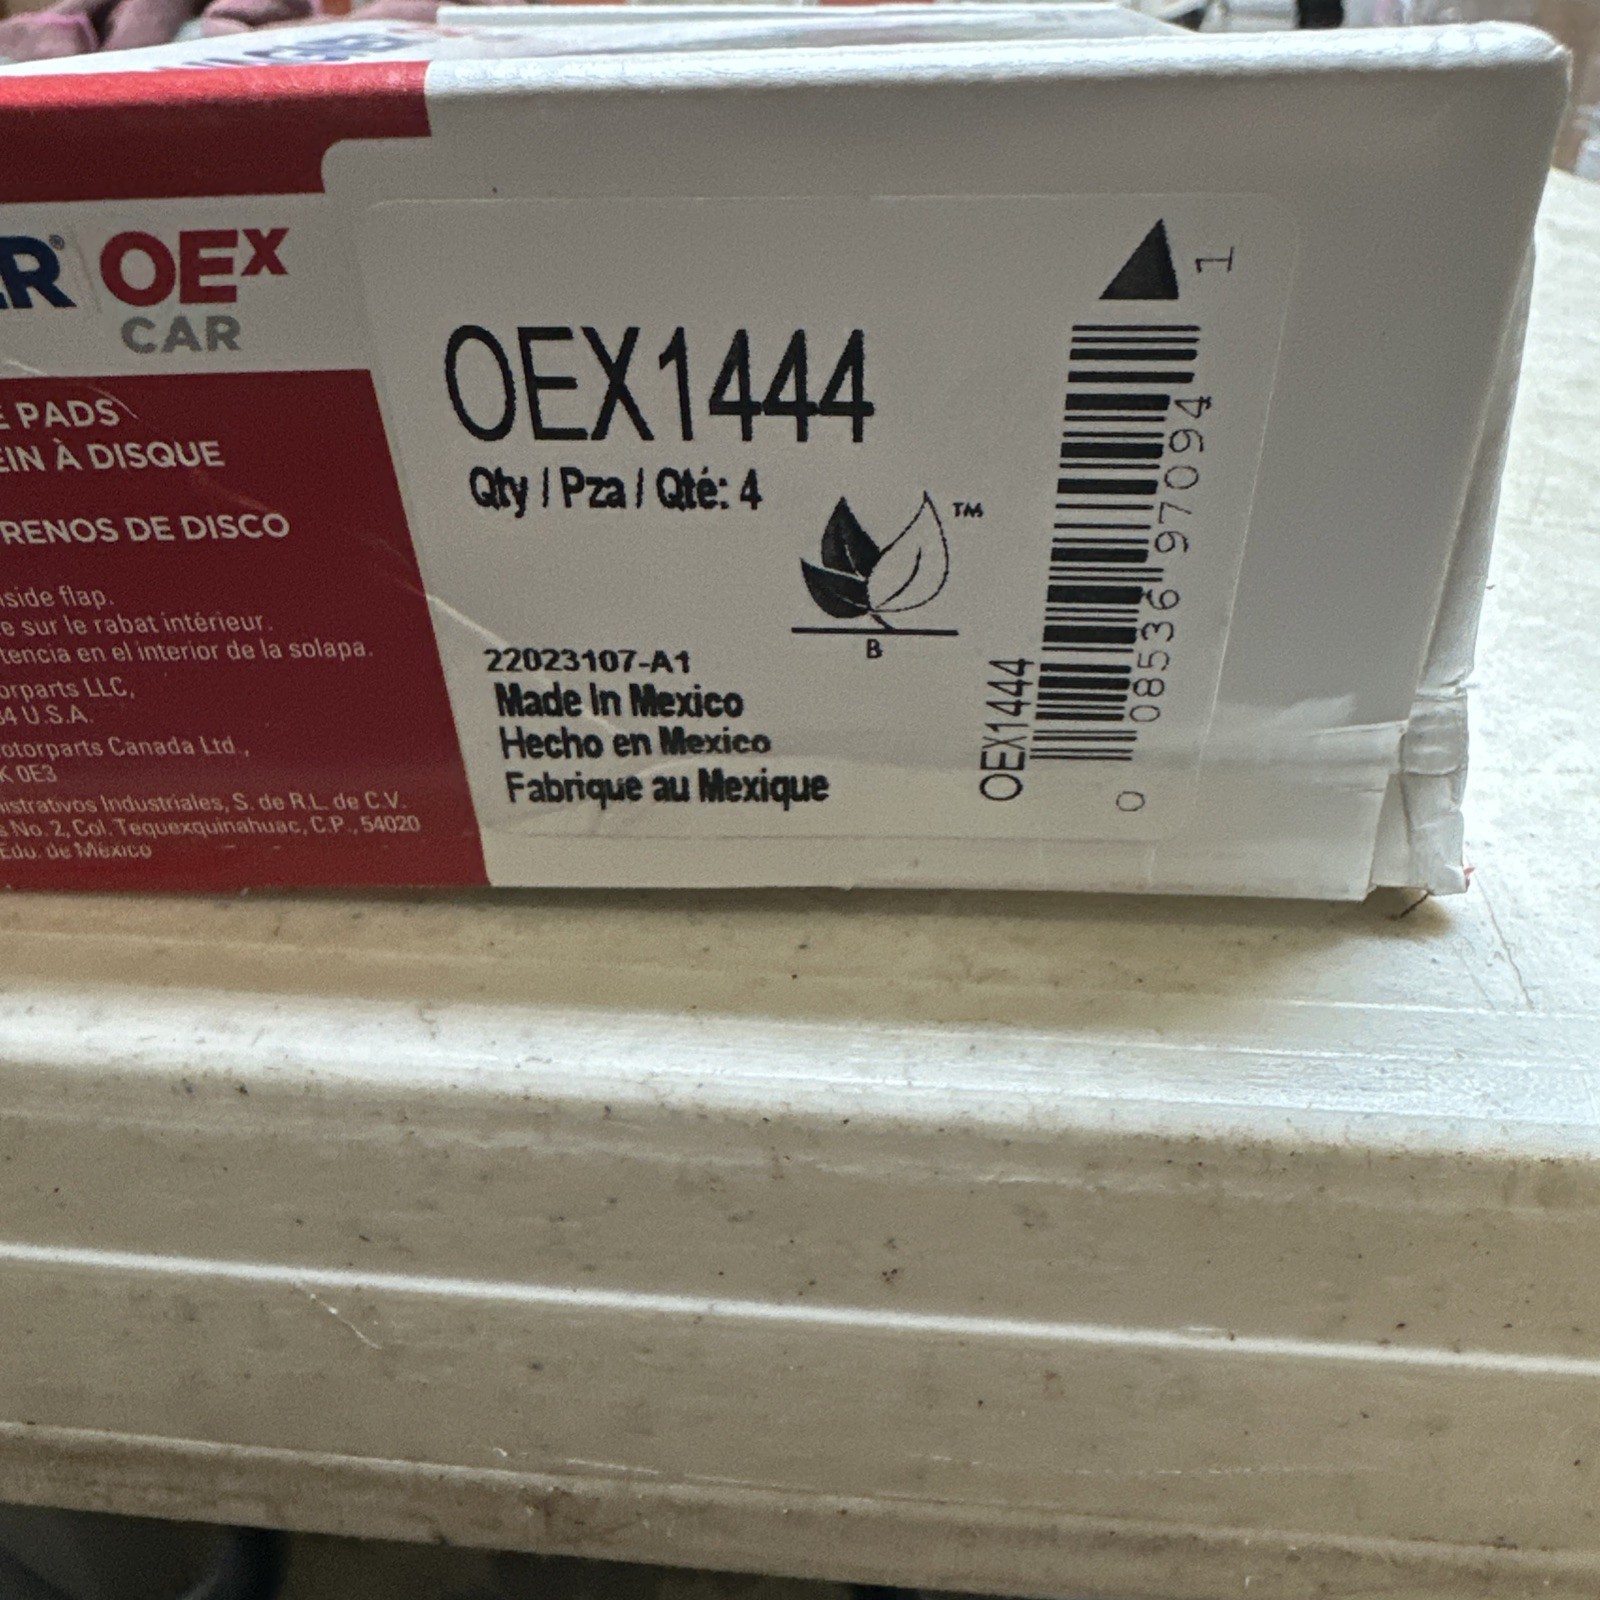 R® OEX
CAR
PADS
EIN À DISQUE
RENOS DE DISCO
side flap.
e sur le rabat intérieur.
tencia en el interior de la solapa.
orparts LLC,
4 U.S.A.
otorparts Canada Ltd.,
K 0E3
istrativos Industriales, S. de R.L. de C.V.
s No. 2, Col. Tequexquinahuac, C.P., 54020
Edo. de México
OEX1444
Qty / Pza / Qté: 4
TM
B
22023107-A1
Made In Mexico
Hecho en Mexico
Fabrique au Mexique
OEX1444
0 08536 97094 1